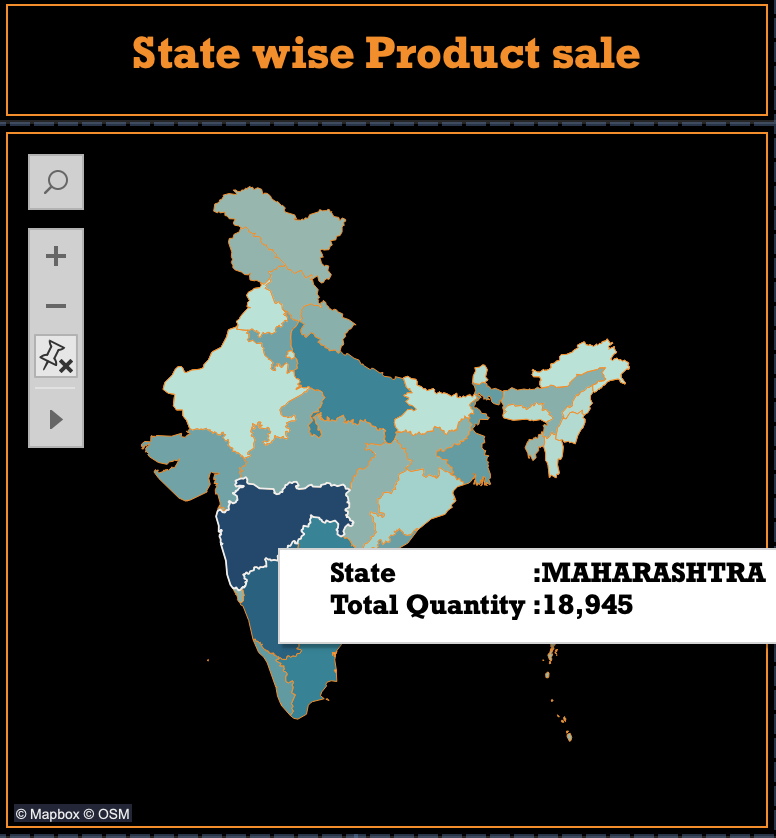 State wise Product sale
State :MAHARASHTRA
Total Quantity :18,945
© Mapbox © OSM